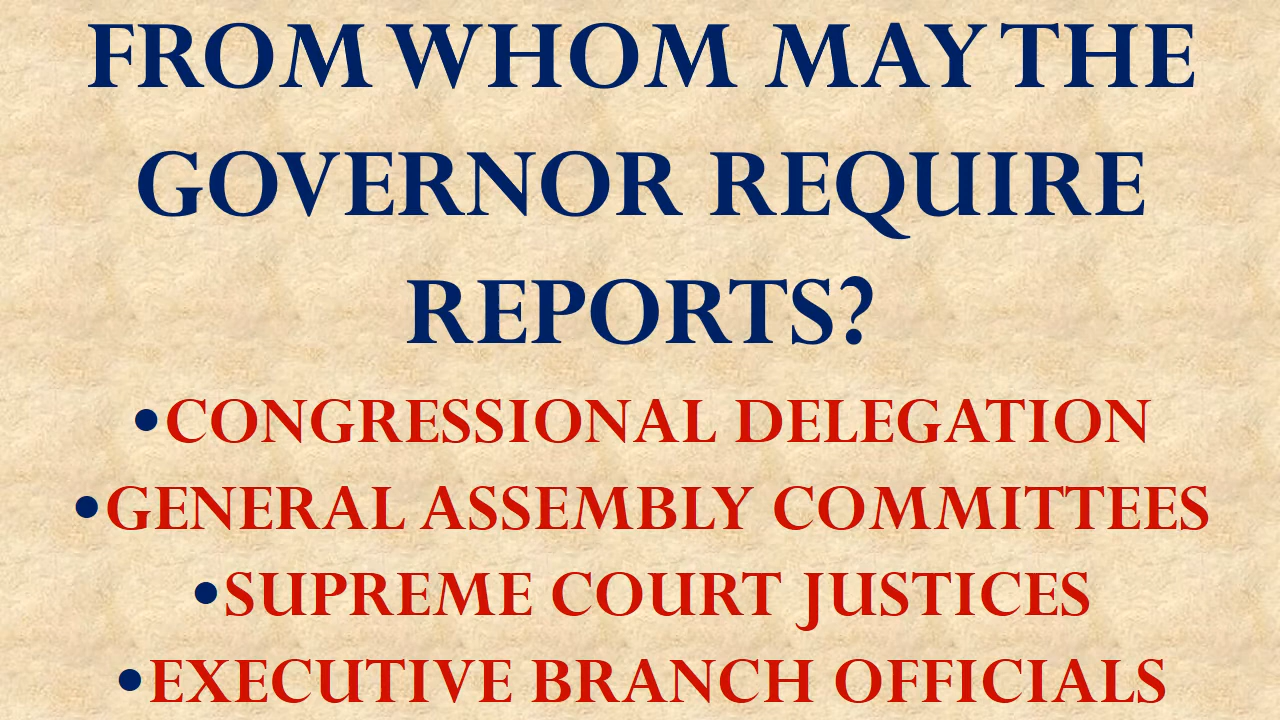 FROM WHOM MAY THE
GOVERNOR REQUIRE
REPORTS?
•CONGRESSIONAL DELEGATION
•GENERAL ASSEMBLY COMMITTEES
•SUPREME COURT JUSTICES
•EXECUTIVE BRANCH OFFICIALS